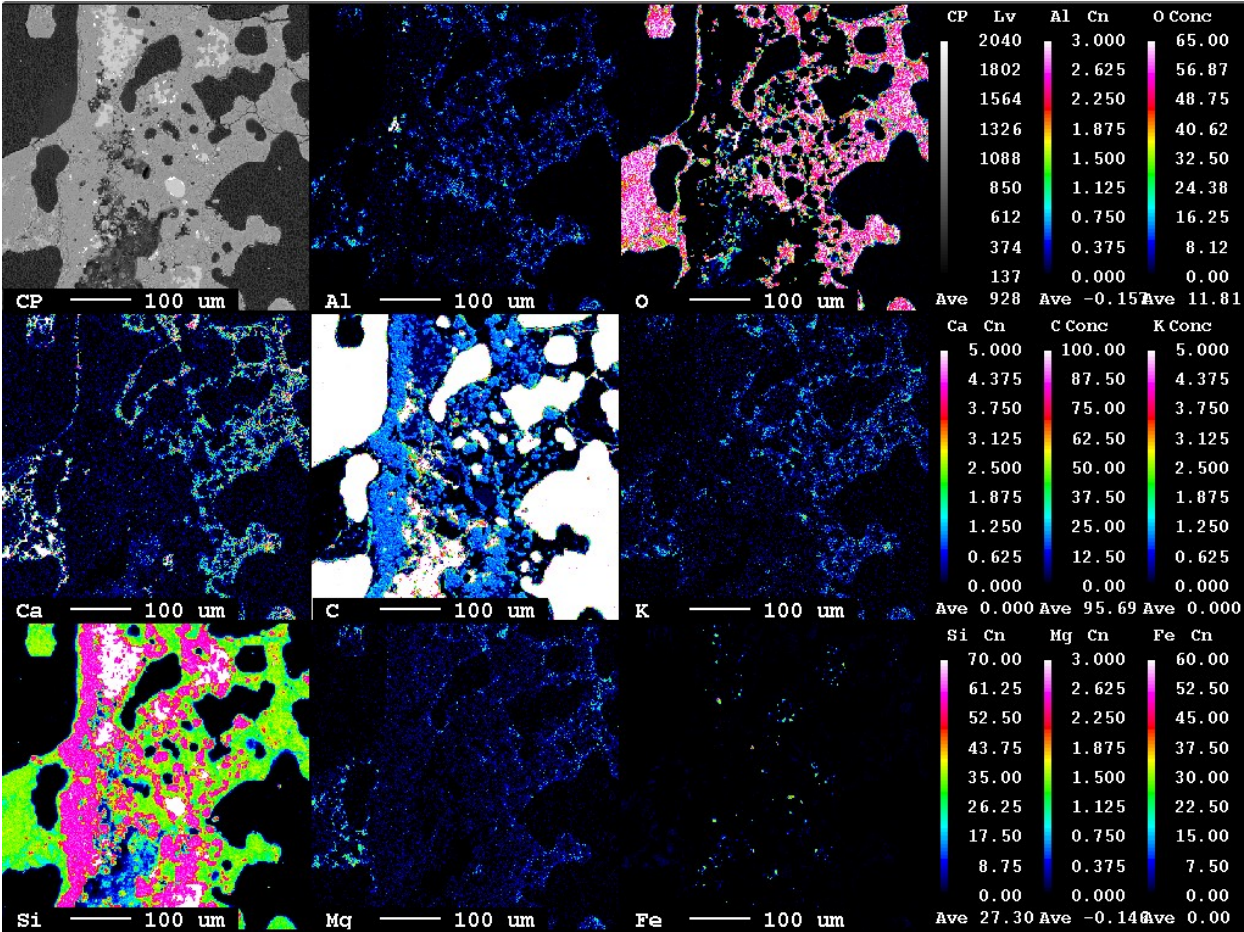 CP 100 um
Al 100 um
O 100 um
CP Lv Al Cn O Conc
2040 3.000 65.00
1802 2.625 56.87
1564 2.250 48.75
1326 1.875 40.62
1088 1.500 32.50
850 1.125 24.38
612 0.750 16.25
374 0.375 8.12
137 0.000 0.00
Ave 928 Ave -0.157 Ave 11.81
Ca 100 um
C 100 um
K 100 um
Ca Cn C Conc K Conc
5.000 100.00 5.000
4.375 87.50 4.375
3.750 75.00 3.750
3.125 62.50 3.125
2.500 50.00 2.500
1.875 37.50 1.875
1.250 25.00 1.250
0.625 12.50 0.625
0.000 0.00 0.000
Ave 0.000 Ave 95.69 Ave 0.000
Si 100 um
Mg 100 um
Fe 100 um
Si Cn Mg Cn Fe Cn
70.00 3.000 60.00
61.25 2.625 52.50
52.50 2.250 45.00
43.75 1.875 37.50
35.00 1.500 30.00
26.25 1.125 22.50
17.50 0.750 15.00
8.75 0.375 7.50
0.00 0.000 0.00
Ave 27.30 Ave Ave 0.00